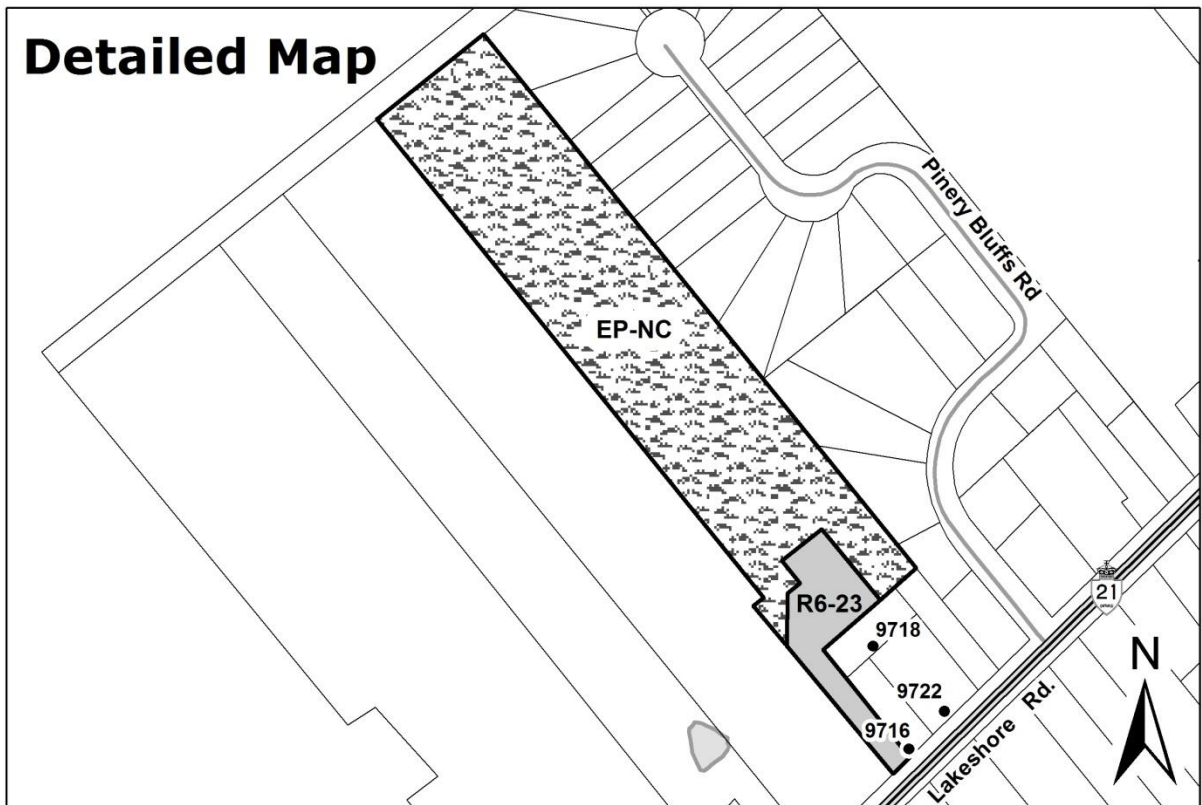 Detailed Map
Pinery Bluffs Rd
EP-NC
21
R6-23
9718
N
9722
9716
Lakeshore Rd.